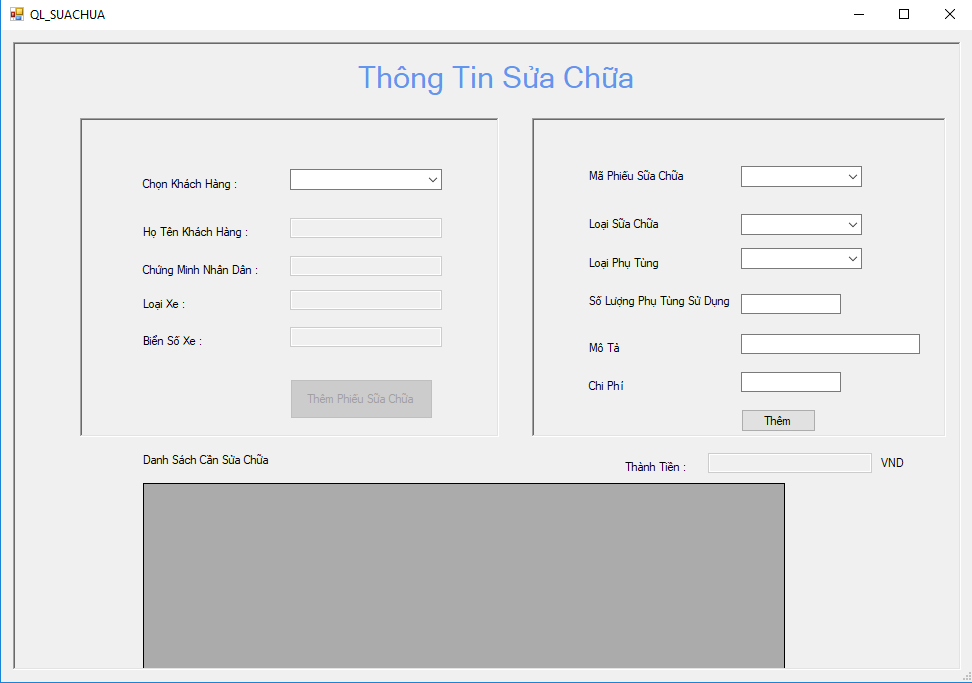 QL_SUACHUA
Thông Tin Sửa Chữa
Chọn Khách Hàng :
Họ Tên Khách Hàng :
Chứng Minh Nhân Dân :
Loại Xe :
Biển Số Xe :
Thêm Phiếu Sữa Chữa
Mã Phiếu Sữa Chữa
Loại Sữa Chữa
Loại Phụ Tùng
Số Lượng Phụ Tùng Sử Dụng
Mô Tả
Chi Phí
Thêm
Danh Sách Cần Sửa Chữa
Thành Tiền :
VND